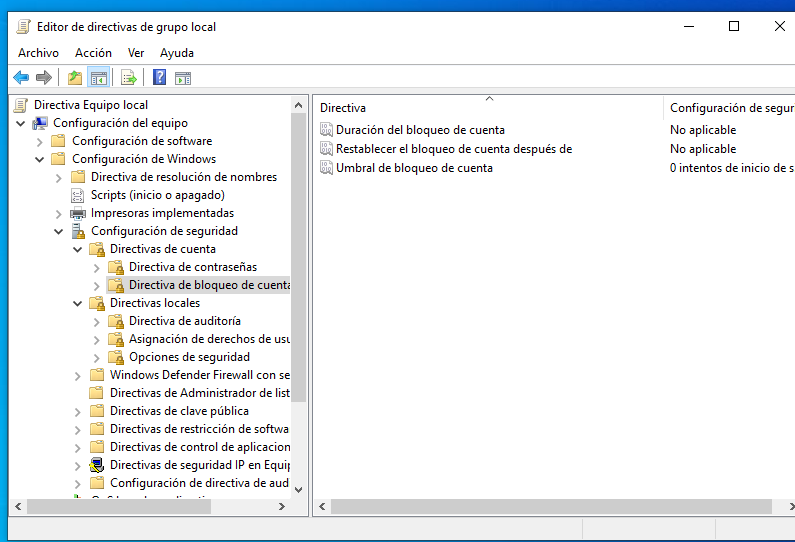 Editor de directivas de grupo local
Archivo Acción Ver Ayuda
Directiva Equipo local
Configuración del equipo
Configuración de software
Configuración de Windows
Directiva de resolución de nombres
Scripts (inicio o apagado)
Impresoras implementadas
Configuración de seguridad
Directivas de cuenta
Directiva de contraseñas
Directiva de bloqueo de cuenta
Directivas locales
Directiva de auditoría
Asignación de derechos de usu
Opciones de seguridad
Windows Defender Firewall con se
Directivas de Administrador de list
Directivas de clave pública
Directivas de restricción de softwa
Directivas de control de aplicacion
Directivas de seguridad IP en Equip
Configuración de directiva de aud
Directiva Configuración de segur
Duración del bloqueo de cuenta No aplicable
Restablecer el bloqueo de cuenta después de No aplicable
Umbral de bloqueo de cuenta 0 intentos de inicio de s